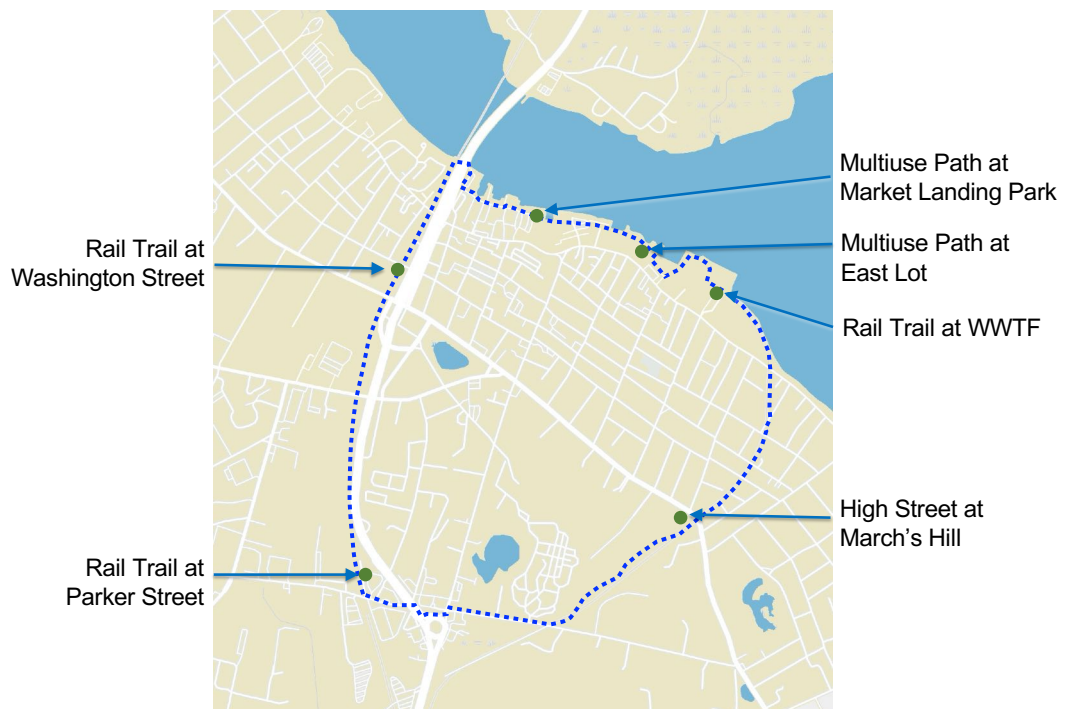 Multiuse Path at
Market Landing Park
Rail Trail at
Washington Street
Multiuse Path at
East Lot
Rail Trail at WWTF
High Street at
March’s Hill
Rail Trail at
Parker Street